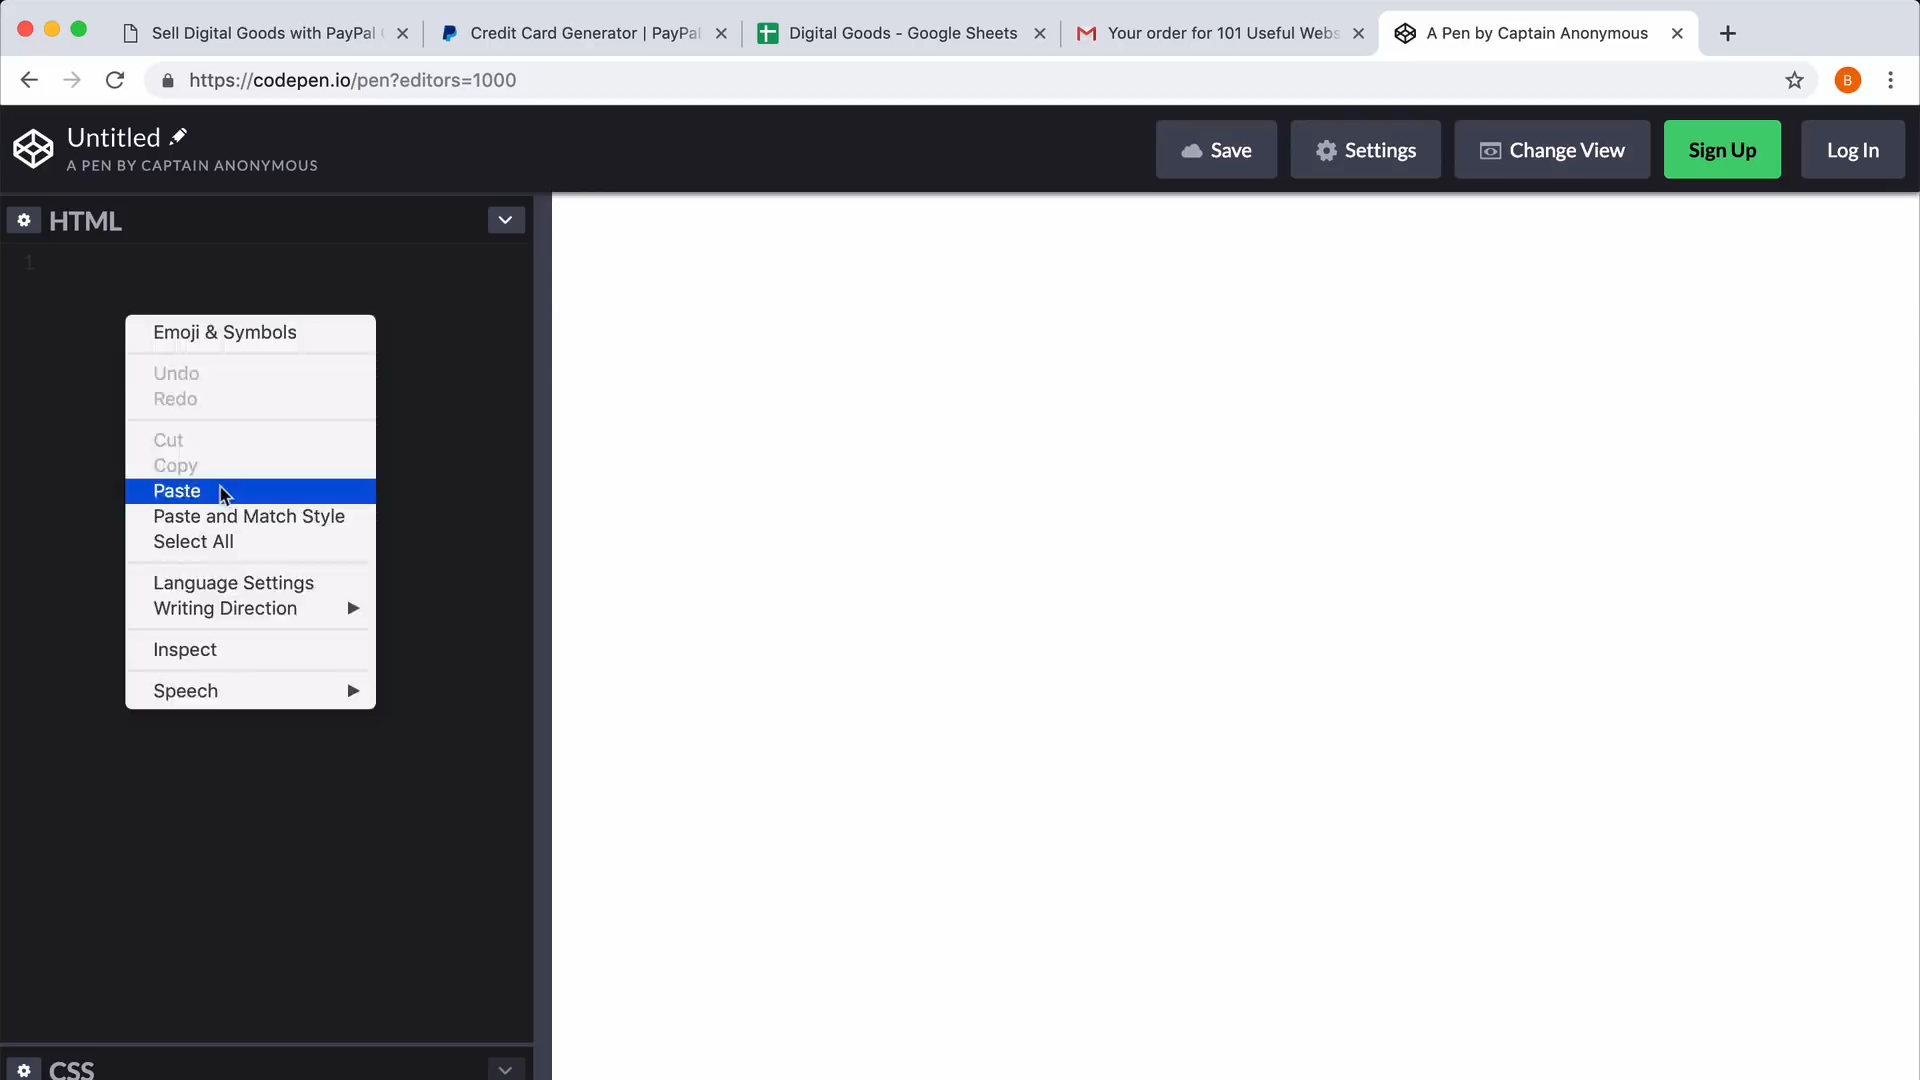 Sell Digital Goods with PayPal
Credit Card Generator | PayPa
Digital Goods - Google Sheets
Your order for 101 Useful Webs
A Pen by Captain Anonymous
https://codepen.io/pen?editors=1000
B
Untitled
A PEN BY CAPTAIN ANONYMOUS
Save
Settings
Change View
Sign Up
Log In
HTML
1
Emoji & Symbols
Undo
Redo
Cut
Copy
Paste
Paste and Match Style
Select All
Language Settings
Writing Direction
Inspect
Speech
CSS